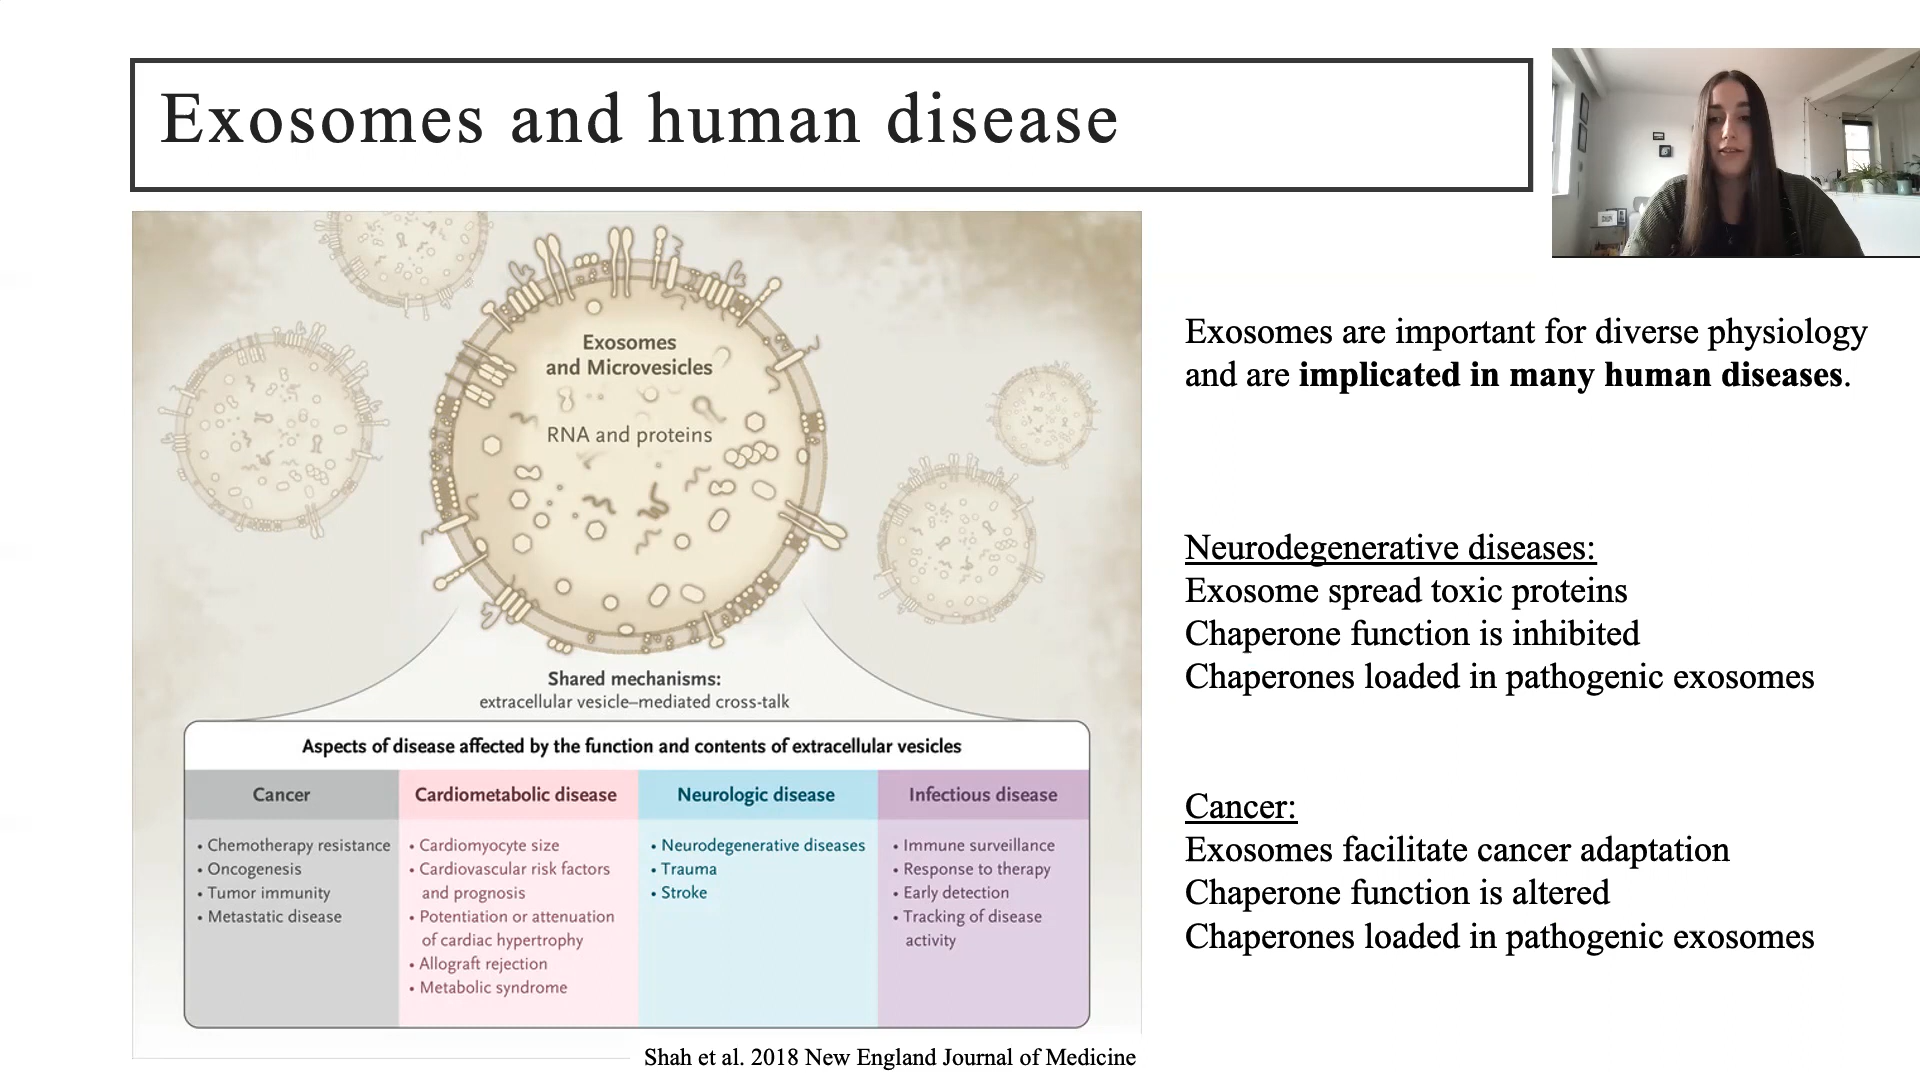 Exosomes and human disease
Exosomes
and Microvesicles
RNA and proteins
Shared mechanisms:
extracellular vesicle–mediated cross-talk
Aspects of disease affected by the function and contents of extracellular vesicles
Cancer
• Chemotherapy resistance
• Oncogenesis
• Tumor immunity
• Metastatic disease
Cardiometabolic disease
• Cardiomyocyte size
• Cardiovascular risk factors
and prognosis
• Potentiation or attenuation
of cardiac hypertrophy
• Allograft rejection
• Metabolic syndrome
Neurologic disease
• Neurodegenerative diseases
• Trauma
• Stroke
Infectious disease
• Immune surveillance
• Response to therapy
• Early detection
• Tracking of disease
activity
Shah et al. 2018 New England Journal of Medicine
Exosomes are important for diverse physiology
and are implicated in many human diseases.
Neurodegenerative diseases:
Exosome spread toxic proteins
Chaperone function is inhibited
Chaperones loaded in pathogenic exosomes
Cancer:
Exosomes facilitate cancer adaptation
Chaperone function is altered
Chaperones loaded in pathogenic exosomes